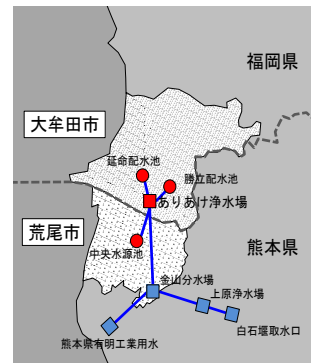 福岡県
大牟田市
延命配水池
勝立配水池
ありあけ浄水場
荒尾市
熊本県
中央水源池
金山分水場
上原浄水場
白石堰取水口
熊本県有明工業用水